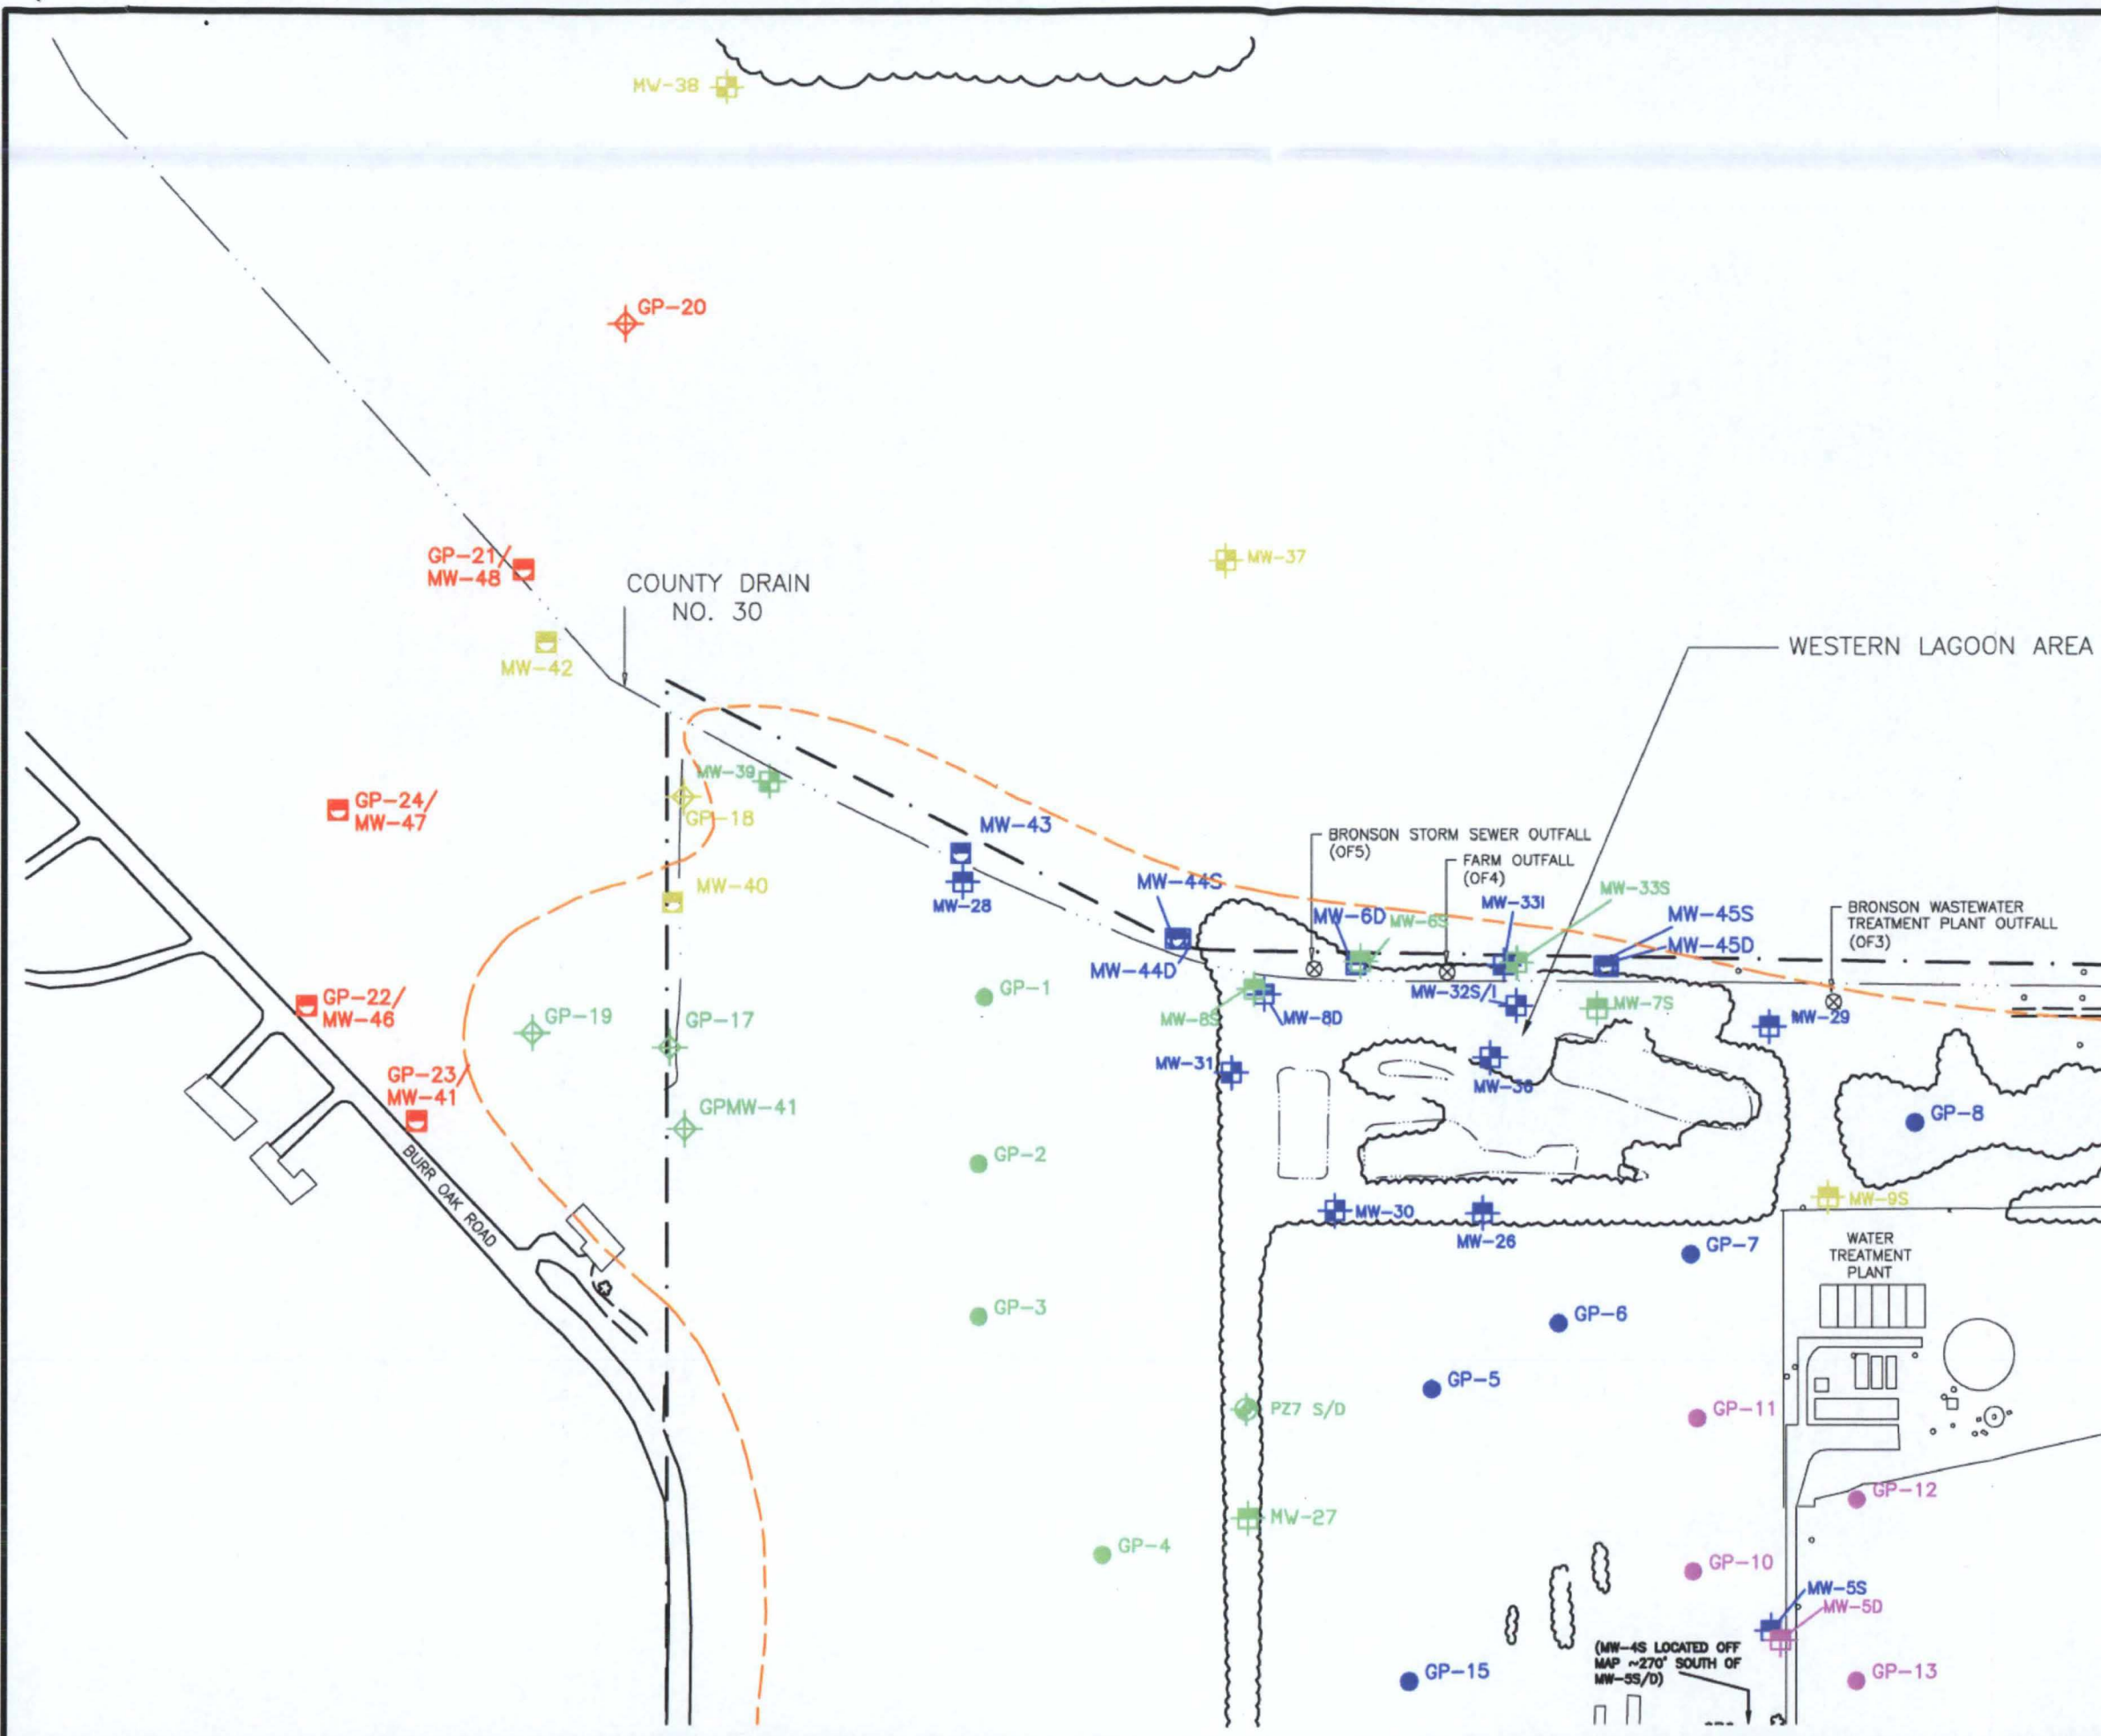 MW-38
GP-20
GP-21/
MW-48
COUNTY DRAIN
NO. 30
MW-37
MW-42
WESTERN LAGOON AREA
MW-39
GP-18
GP-24/
MW-47
MW-43
BRONSON STORM SEWER OUTFALL
(OF5)
FARM OUTFALL
(OF4)
MW-40
MW-28
MW-44S
MW-6D
MW-6S
MW-33I
MW-33S
MW-45S
MW-45D
BRONSON WASTEWATER
TREATMENT PLANT OUTFALL
(OF3)
MW-44D
GP-22/
MW-46
GP-19
GP-17
GP-1
MW-8S
MW-8D
MW-32S/I
MW-7S
MW-29
MW-31
MW-36
GP-23/
MW-41
GPMW-41
GP-8
BURR OAK ROAD
GP-2
MW-30
MW-26
MW-9S
GP-7
WATER
TREATMENT
PLANT
GP-3
GP-6
GP-5
PZ7 S/D
GP-11
GP-12
MW-27
GP-4
GP-10
MW-5S
MW-5D
(MW-4S LOCATED OFF
MAP ~270' SOUTH OF
MW-5S/D)
GP-15
GP-13